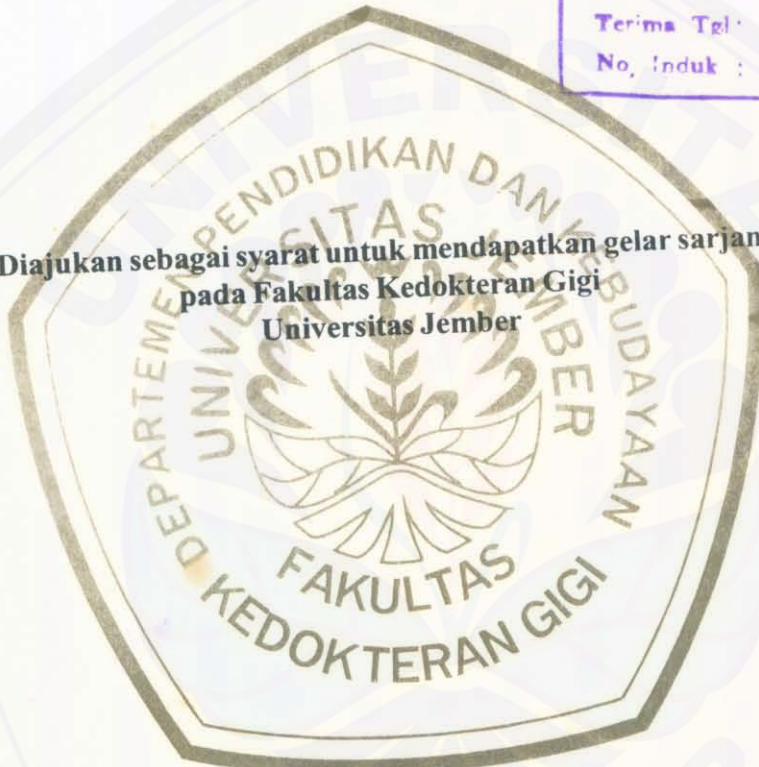 Terima Tgl:
No, Induk :
Diajukan sebagai syarat untuk mendapatkan gelar sarjan
pada Fakultas Kedokteran Gigi
Universitas Jember
DEPARTEMEN PENDIDIKAN DAN KEBUDAYAAN
UNIVERSITAS JEMBER
FAKULTAS
KEDOKTERAN GIGI
UNIVERSITA